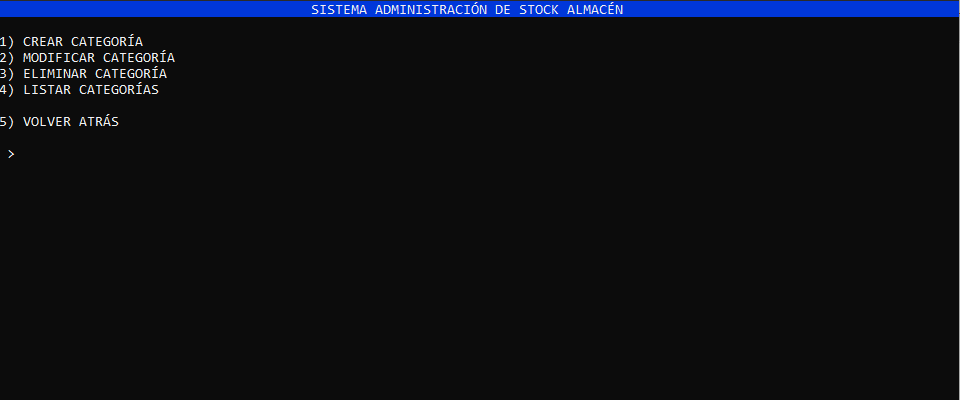 SISTEMA ADMINISTRACIÓN DE STOCK ALMACÉN
1) CREAR CATEGORÍA
2) MODIFICAR CATEGORÍA
3) ELIMINAR CATEGORÍA
4) LISTAR CATEGORÍAS
5) VOLVER ATRÁS
>